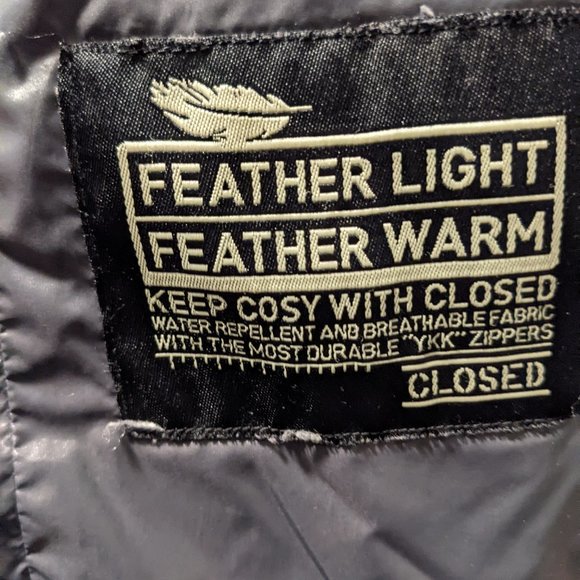 FEATHER LIGHT
FEATHER WARM
KEEP COSY WITH CLOSED
WATER REPELLENT AND BREATHABLE FABRIC
WITH THE MOST DURABLE "YKK" ZIPPERS
CLOSED